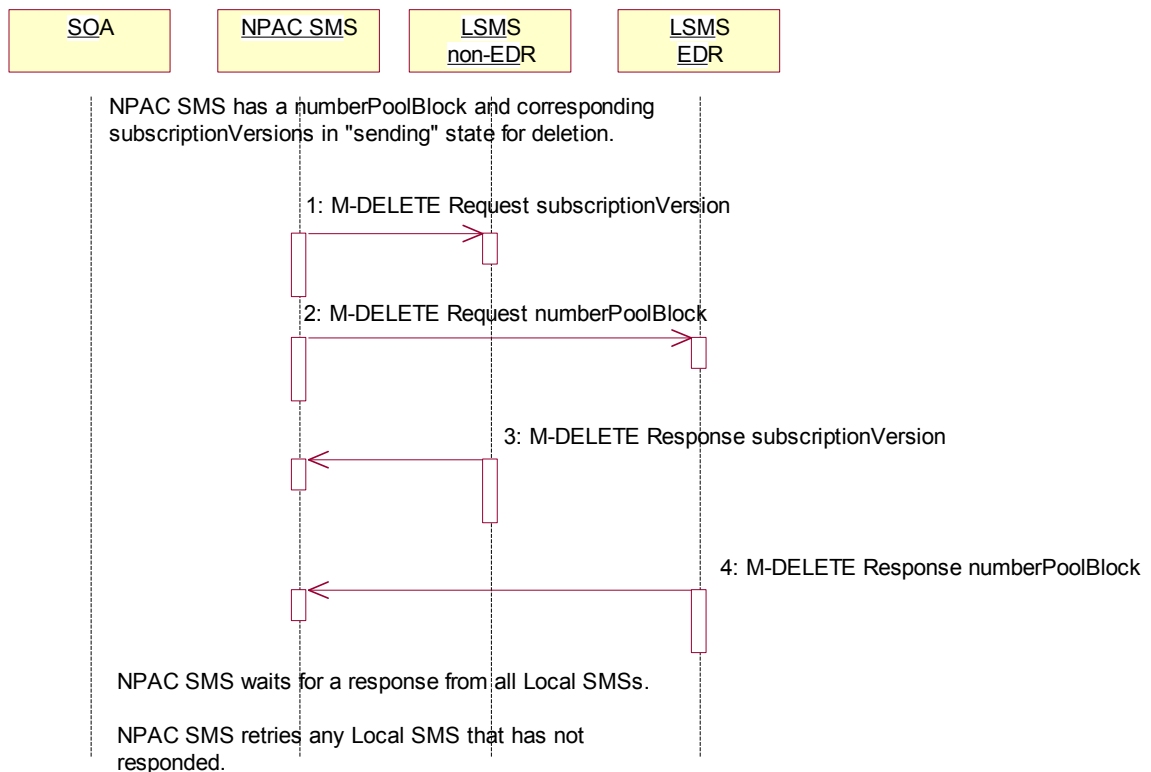 SOA
NPAC SMS
LSMS
non-EDR
LSMS
EDR
NPAC SMS has a numberPoolBlock and corresponding
subscriptionVersions in "sending" state for deletion.
1: M-DELETE Request subscriptionVersion
2: M-DELETE Request numberPoolBlock
3: M-DELETE Response subscriptionVersion
4: M-DELETE Response numberPoolBlock
NPAC SMS waits for a response from all Local SMSs.
NPAC SMS retries any Local SMS that has not
responded.